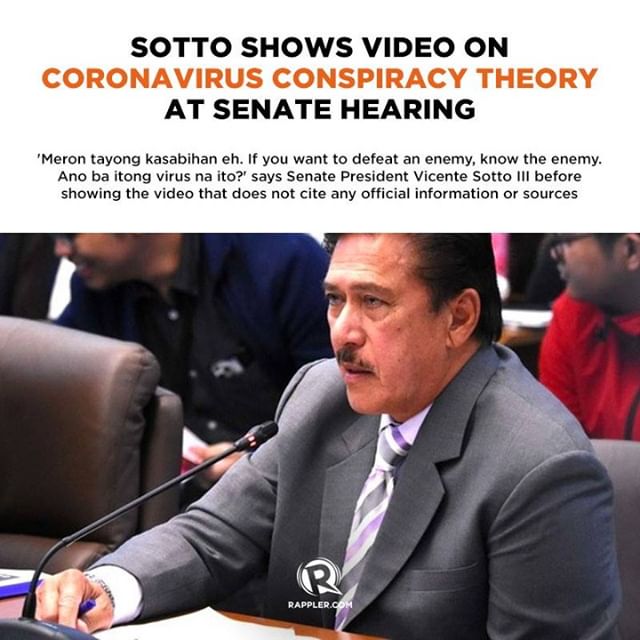 SOTTO SHOWS VIDEO ON
CORONAVIRUS CONSPIRACY THEORY
AT SENATE HEARING
'Meron tayong kasabihan eh. If you want to defeat an enemy, know the enemy.
Ano ba itong virus na ito?' says Senate President Vicente Sotto III before
showing the video that does not cite any official information or sources
R
RAPPLER.COM